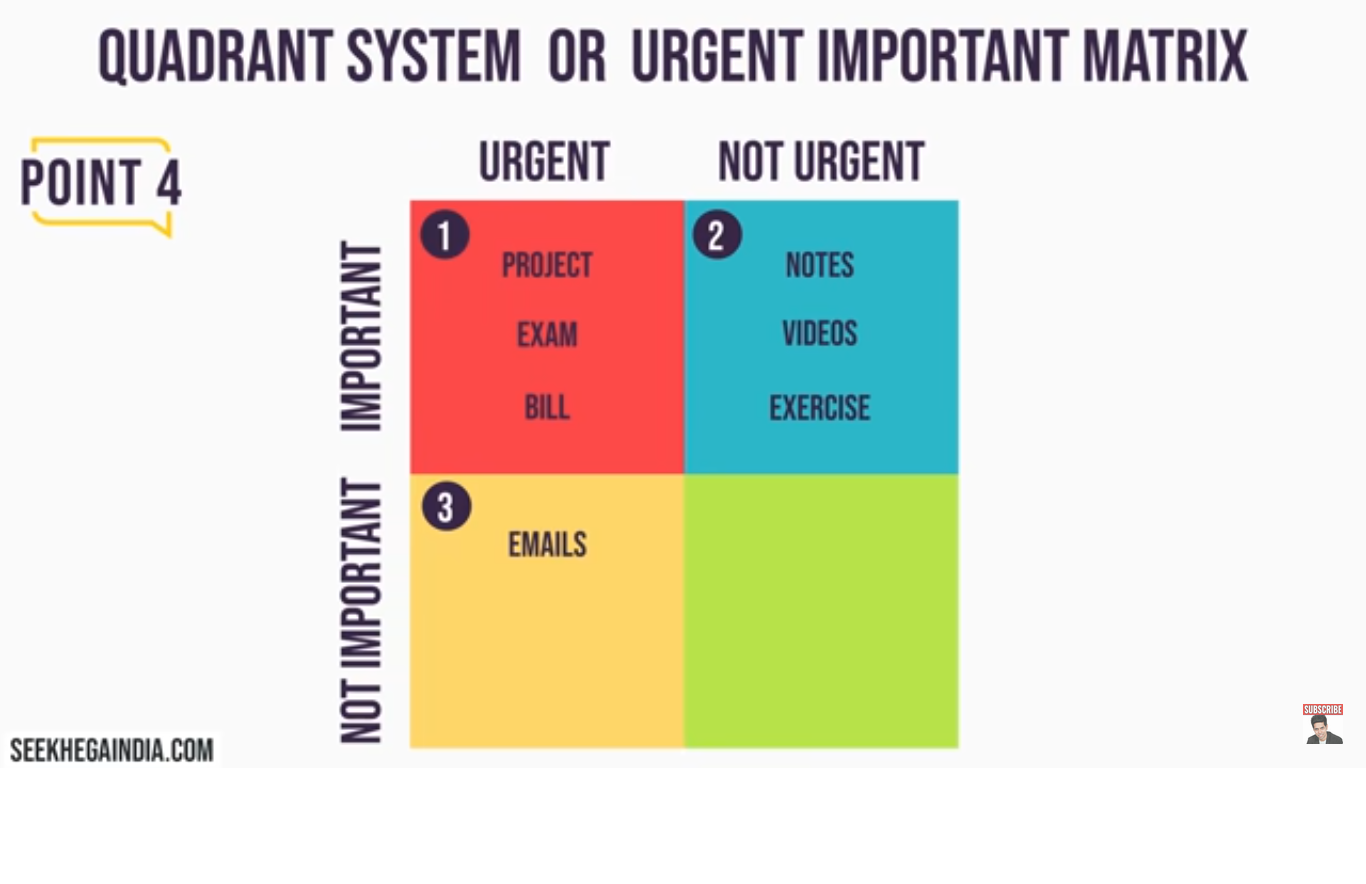 QUADRANT SYSTEM OR URGENT IMPORTANT MATRIX
POINT 4
URGENT
NOT URGENT
IMPORTANT
1
PROJECT
EXAM
BILL
2
NOTES
VIDEOS
EXERCISE
NOT IMPORTANT
3
EMAILS
SEEKHEGAINDIA.COM
SUBSCRIBE